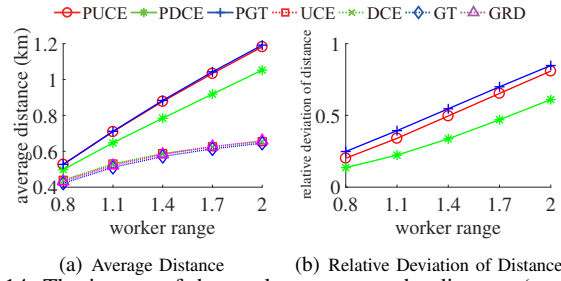 PUCE PDCE PGT UCE DCE GT GRD
average distance (km)
1.2
1
0.8
0.6
0.4
0.8 1.1 1.4 1.7 2
worker range
(a) Average Distance
relative deviation of distance
1
0.5
0
0.8 1.1 1.4 1.7 2
worker range
(b) Relative Deviation of Distance